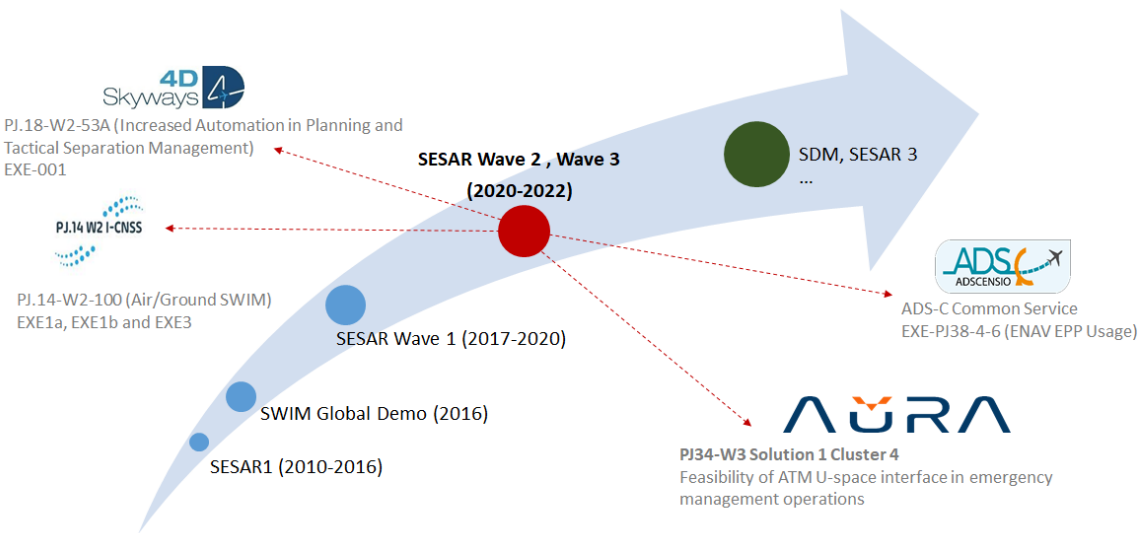 4D
Skyways
PJ.18-W2-53A (Increased Automation in Planning and
Tactical Separation Management)
EXE-001
PJ.14 W2 I-CNSS
PJ.14-W2-100 (Air/Ground SWIM)
EXE1a, EXE1b and EXE3
SESAR Wave 2 , Wave 3
(2020-2022)
SDM, SESAR 3
...
ADS C
ADSCENSIO
ADS-C Common Service
EXE-PJ38-4-6 (ENAV EPP Usage)
SESAR Wave 1 (2017-2020)
SWIM Global Demo (2016)
SESAR1 (2010-2016)
AURA
PJ34-W3 Solution 1 Cluster 4
Feasibility of ATM U-space interface in emergency
management operations